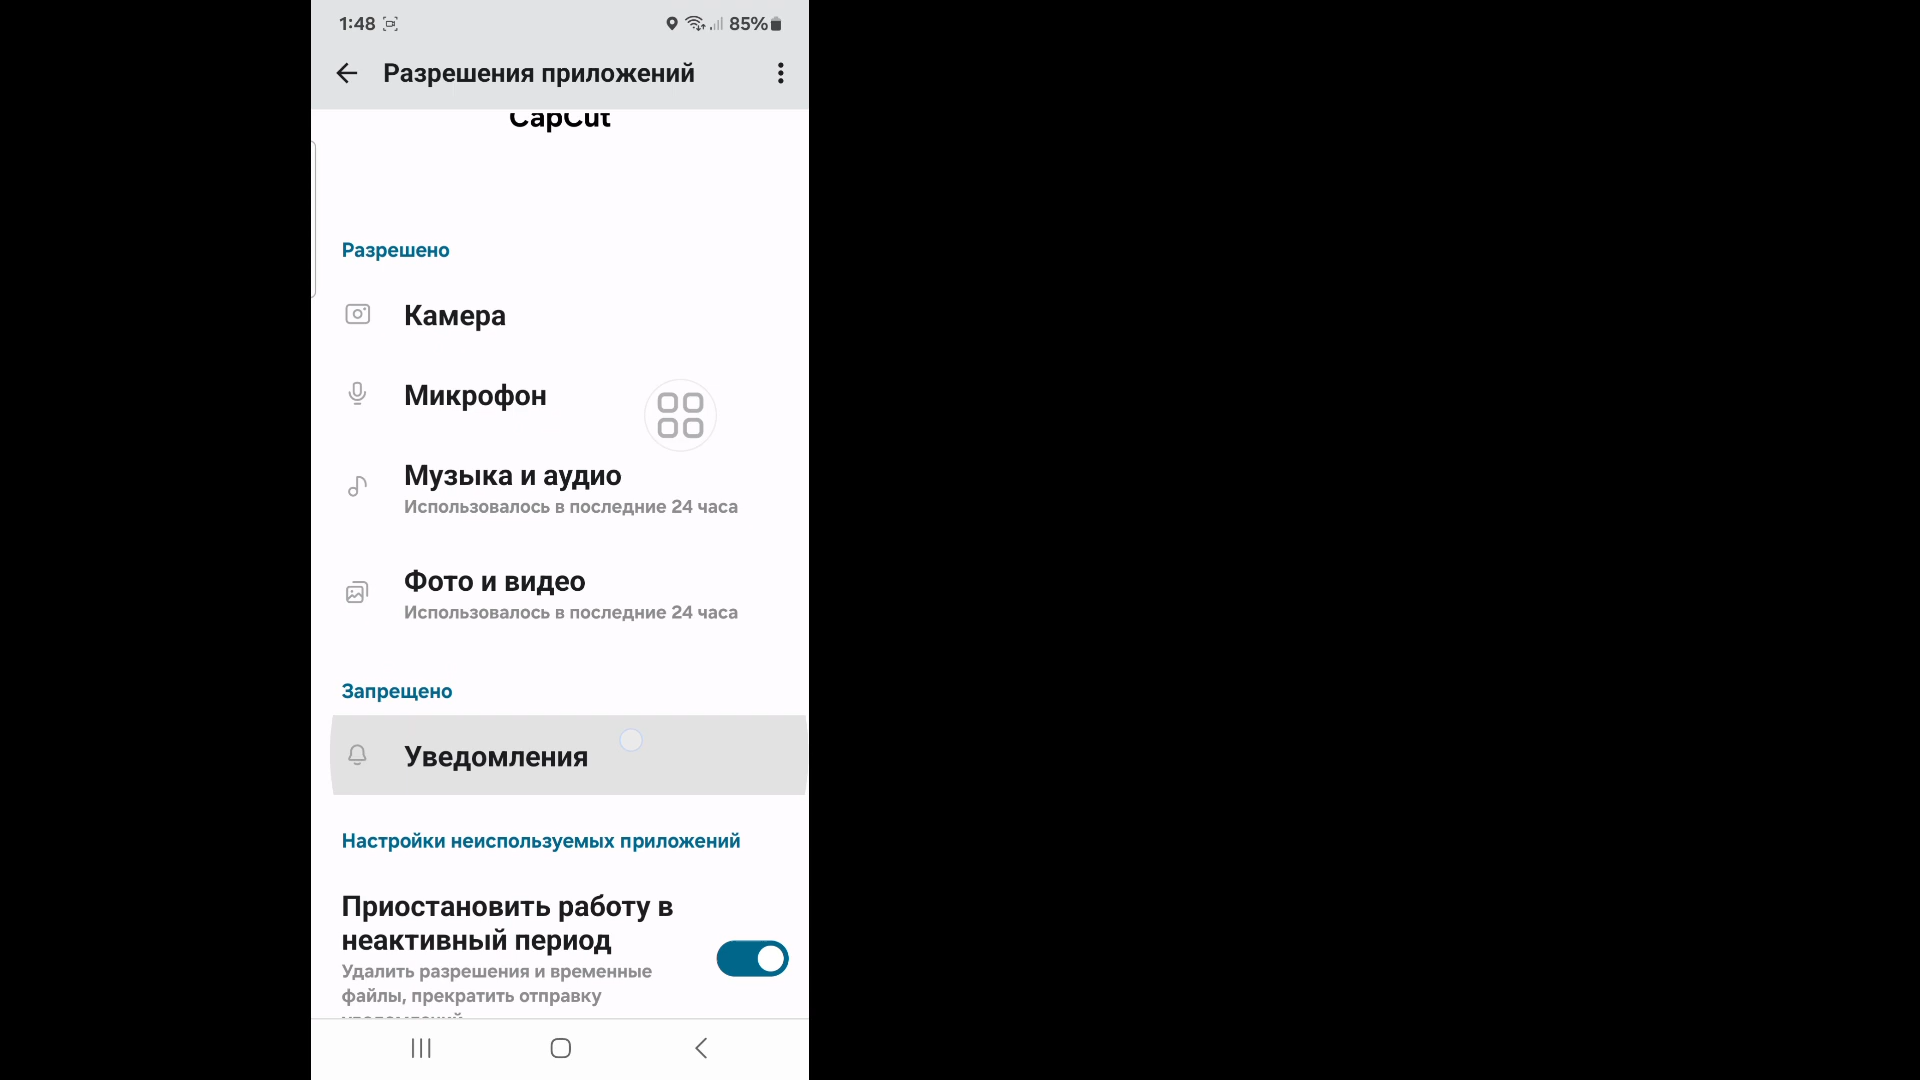 1:48
85%
Разрешения приложений
CapCut
Разрешено
Камера
Микрофон
Музыка и аудио
Использовалось в последние 24 часа
Фото и видео
Использовалось в последние 24 часа
Запрещено
Уведомления
Настройки неиспользуемых приложений
Приостановить работу в
неактивный период
Удалить разрешения и временные
файлы, прекратить отправку